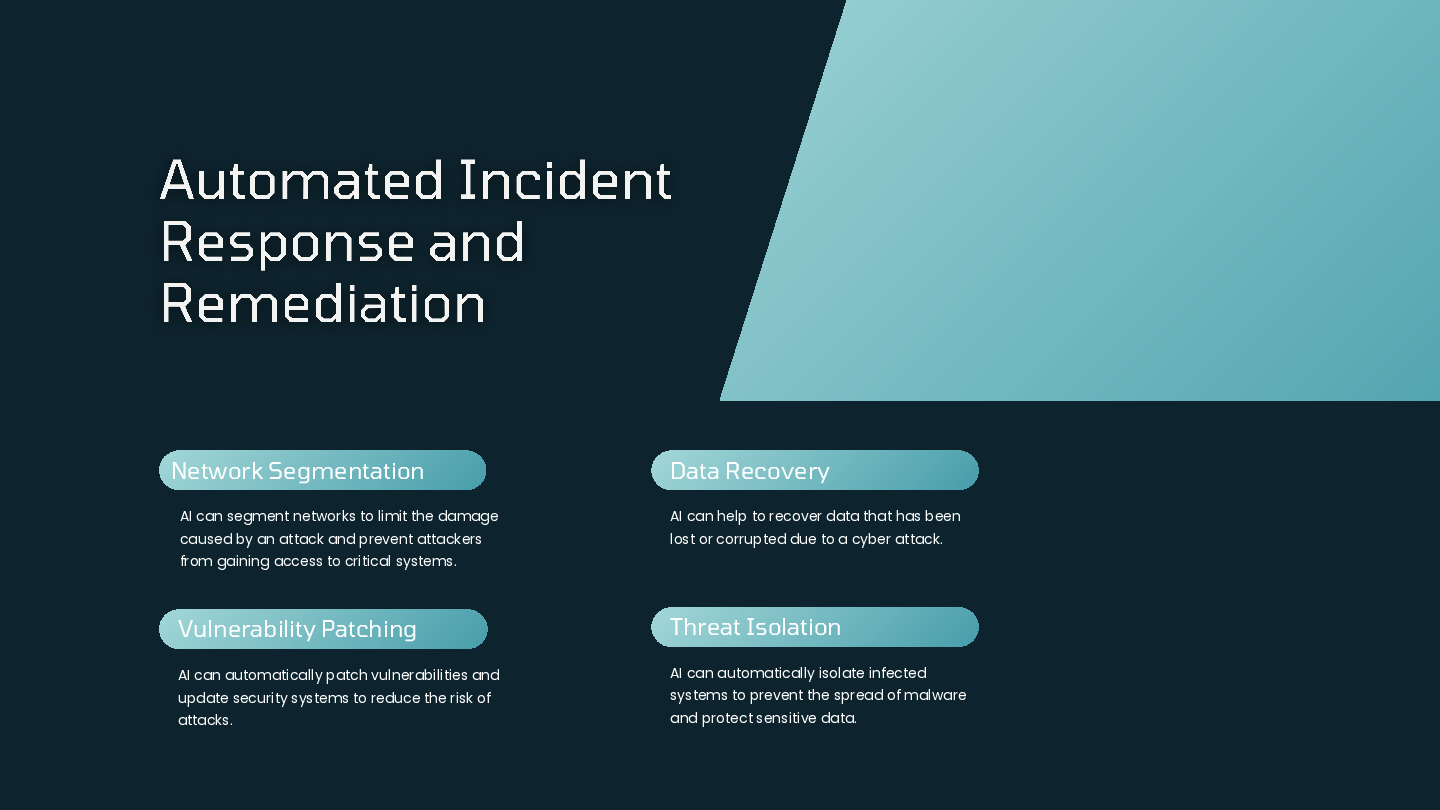 Automated Incident
Response and
Remediation
Network Segmentation
AI can segment networks to limit the damage
caused by an attack and prevent attackers
from gaining access to critical systems.
Data Recovery
AI can help to recover data that has been
lost or corrupted due to a cyber attack.
Vulnerability Patching
AI can automatically patch vulnerabilities and
update security systems to reduce the risk of
attacks.
Threat Isolation
AI can automatically isolate infected
systems to prevent the spread of malware
and protect sensitive data.